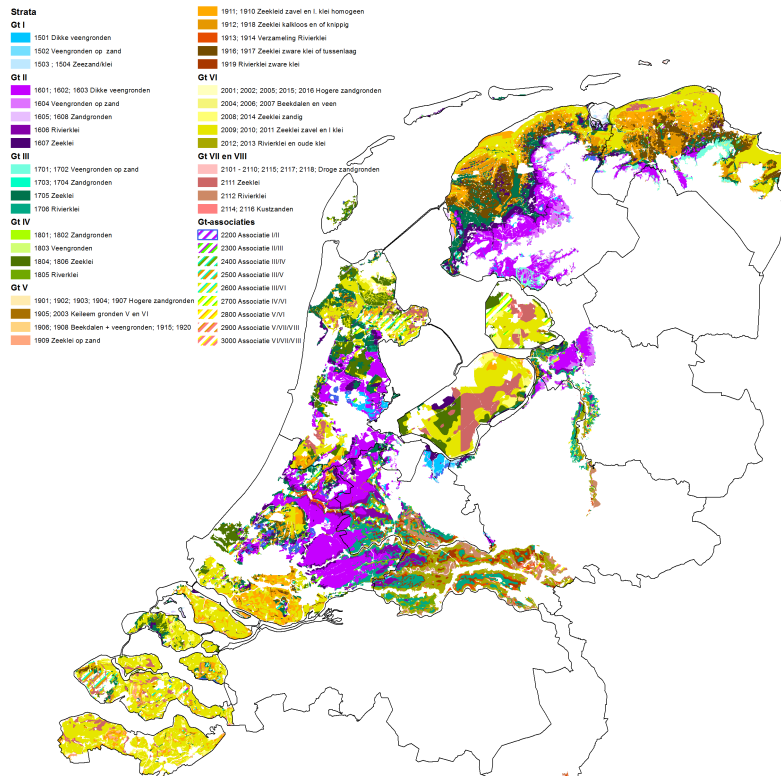 Strata
Gt I
1501 Dikke veengronden
1502 Veengronden op zand
1503 ; 1504 Zeezand/klei
Gt II
1601; 1602; 1603 Dikke veengronden
1604 Veengronden op zand
1605; 1608 Zandgronden
1606 Rivierklei
1607 Zeeklei
Gt III
1701; 1702 Veengronden op zand
1703; 1704 Zandgronden
1705 Zeeklei
1706 Rivierklei
Gt IV
1801; 1802 Zandgronden
1803 Veengronden
1804; 1806 Zeeklei
1805 Riverklei
Gt V
1901; 1902; 1903; 1904; 1907 Hogere zandgronden
1905; 2003 Keileem gronden V en VI
1906; 1908 Beekdalen + veengronden; 1915; 1920
1909 Zeeklei op zand
1911; 1910 Zeekleid zavel en l. klei homogeen
1912; 1918 Zeeklei kalkloos en of knippig
1913; 1914 Verzameling Rivierklei
1916; 1917 Zeeklei zware klei of tussenlaag
1919 Rivierklei zware klei
Gt VI
2001; 2002; 2005; 2015; 2016 Hogere zandgronden
2004; 2006; 2007 Beekdalen en veen
2008; 2014 Zeeklei zandig
2009; 2010; 2011 Zeeklei zavel en l klei
2012; 2013 Rivierklei en oude klei
Gt VII en VIII
2101 - 2110; 2115; 2117; 2118; Droge zandgronden
2111 Zeeklei
2112 Rivierklei
2114; 2116 Kustzanden
Gt-associaties
2200 Associatie I/II
2300 Associatie II/III
2400 Associatie III/IV
2500 Associatie III/V
2600 Associatie III/VI
2700 Associatie IV/VI
2800 Associatie V/VI
2900 Associatie V/VII/VIII
3000 Associatie VI/VII/VIII